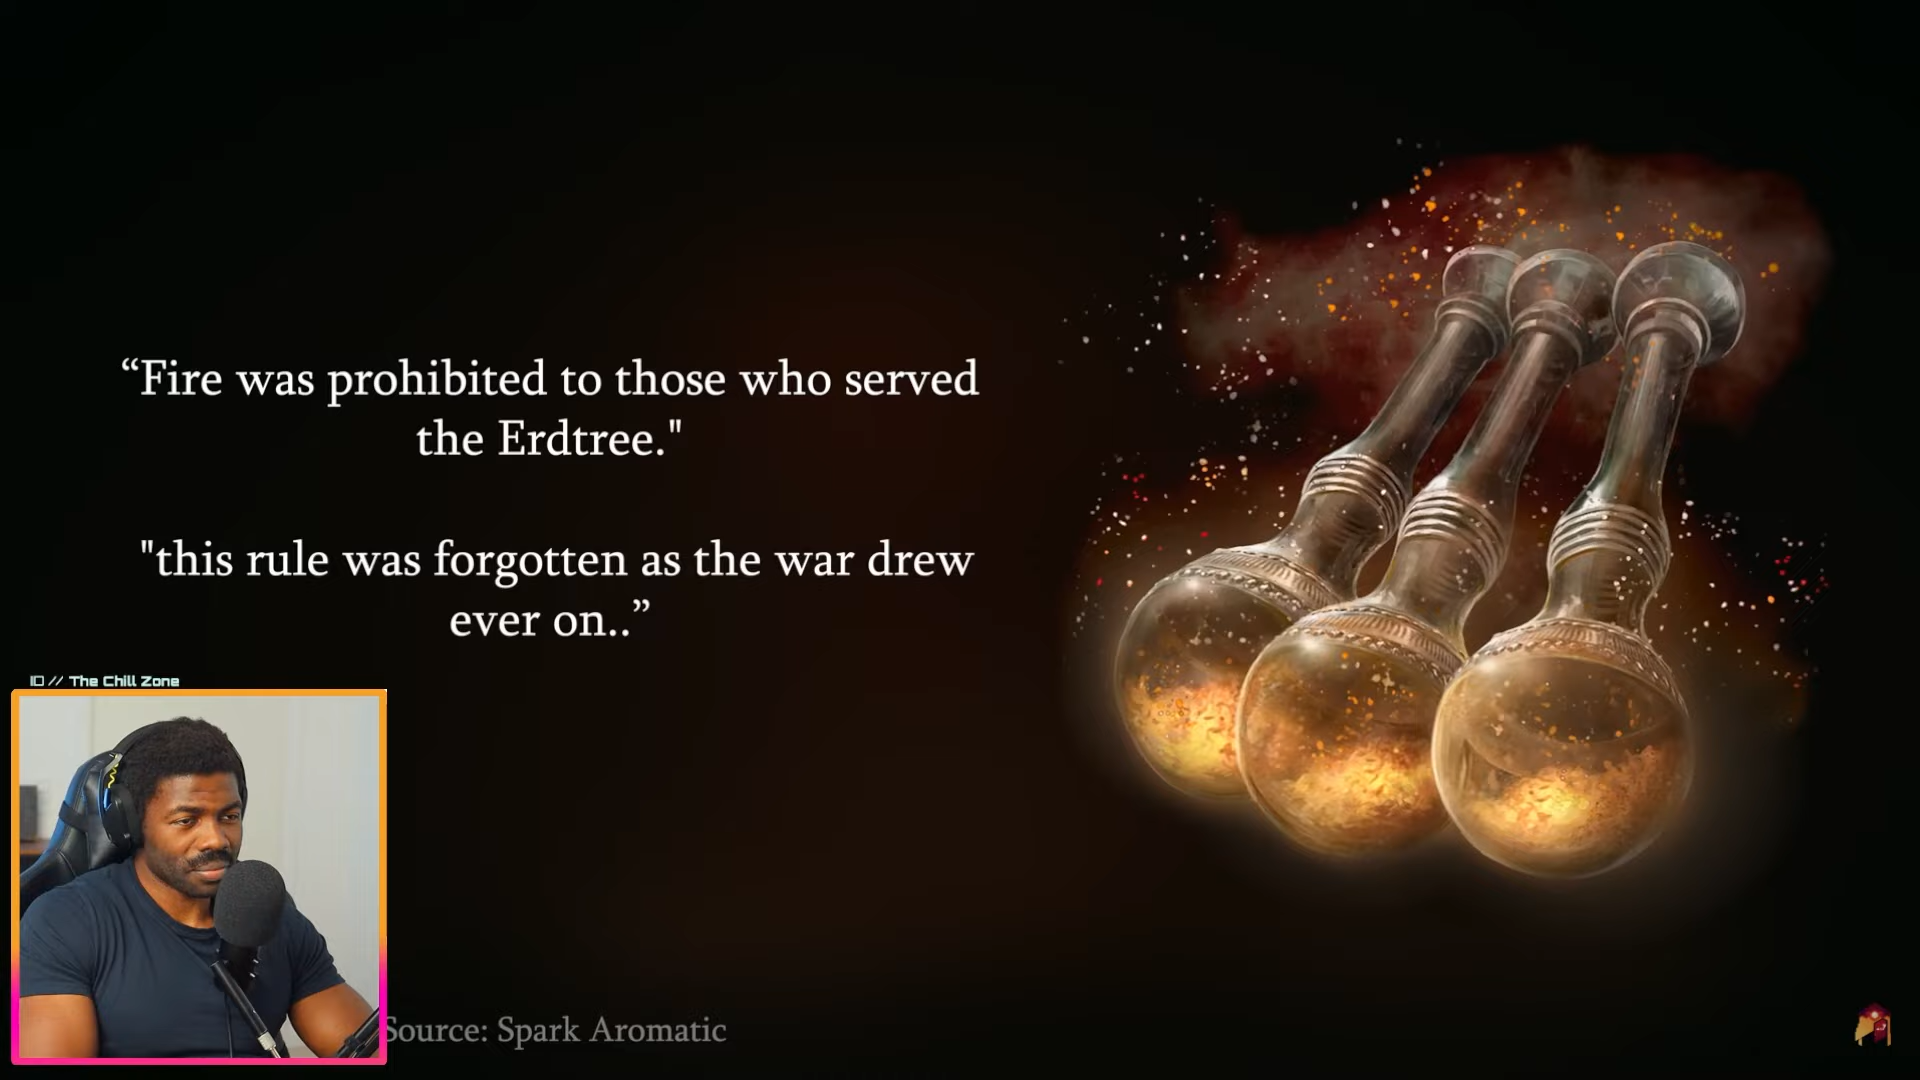 “Fire was prohibited to those who served
the Erdtree."
"this rule was forgotten as the war drew
ever on..”
ID // The Chill Zone
Source: Spark Aromatic